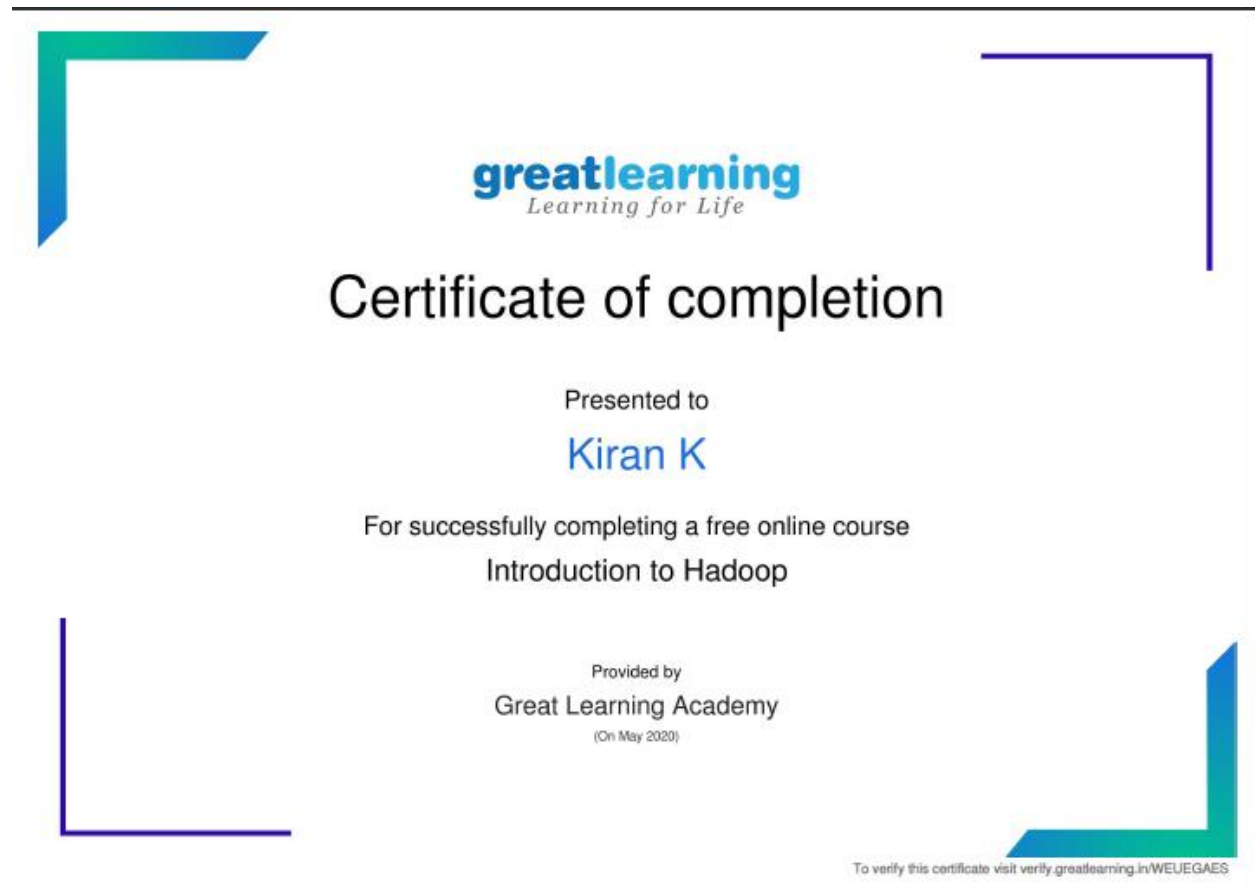 greatlearning
Learning for Life
Certificate of completion
Presented to
Kiran K
For successfully completing a free online course
Introduction to Hadoop
Provided by
Great Learning Academy
(On May 2020)
To verify this certificate visit verify.greatlearning.in/WEUEGAES